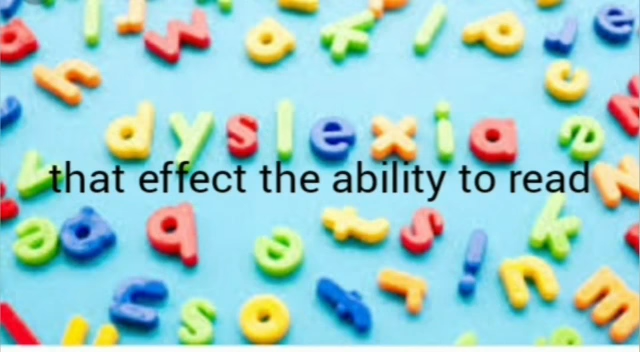 dyslexia
that effect the ability to read